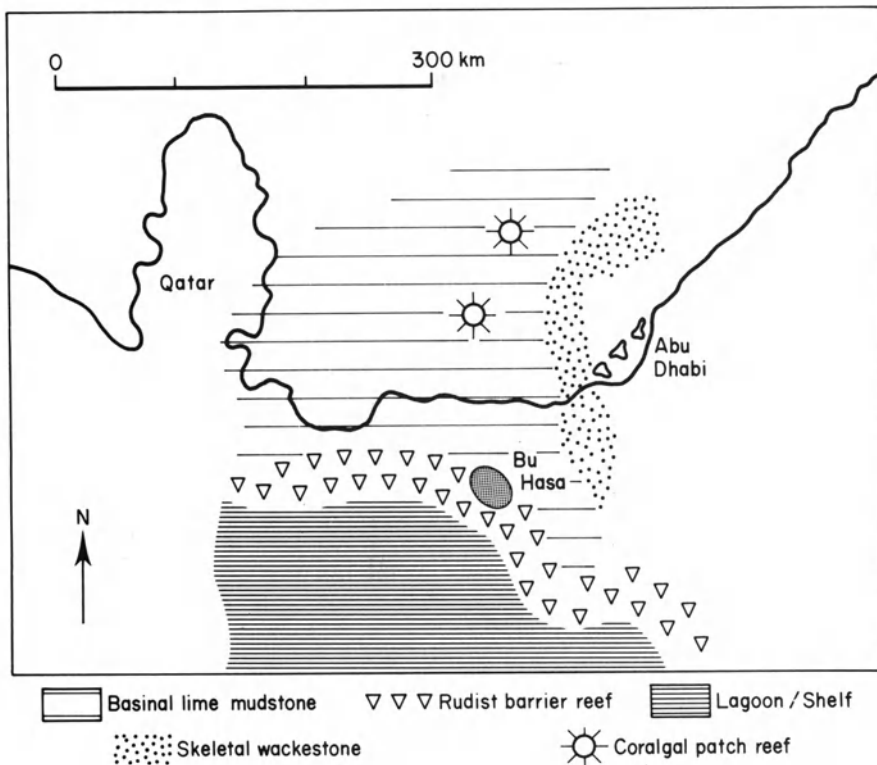 0 300 km
Qatar
Abu
Dhabi
Bu
Hasa
N
Basinal lime mudstone Rudist barrier reef Lagoon/Shelf
Skeletal wackestone Coralgal patch reef